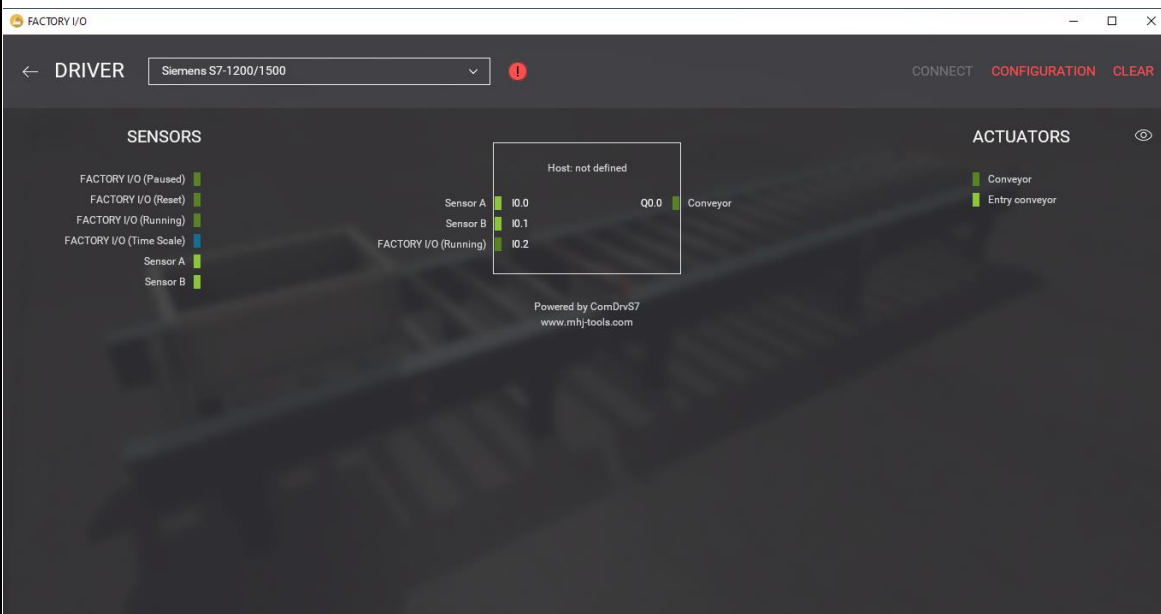 FACTORY I/O
DRIVER
Siemens S7-1200/1500
!
CONNECT CONFIGURATION CLEAR
SENSORS
FACTORY I/O (Paused)
FACTORY I/O (Reset)
FACTORY I/O (Running)
FACTORY I/O (Time Scale)
Sensor A
Sensor B
Host: not defined
Sensor A I0.0 Q0.0 Conveyor
Sensor B I0.1
FACTORY I/O (Running) I0.2
Powered by ComDrvS7
www.mhj-tools.com
ACTUATORS
Conveyor
Entry conveyor